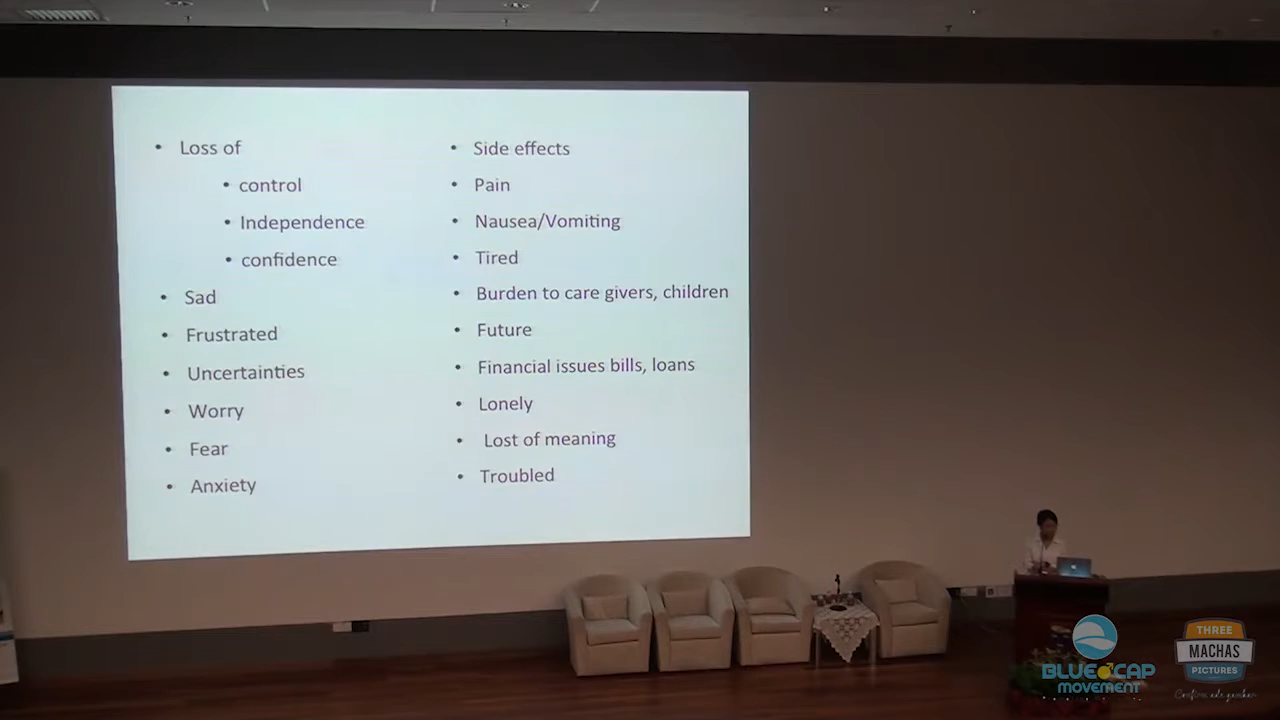 • Loss of
• control
• Independence
• confidence
• Sad
• Frustrated
• Uncertainties
• Worry
• Fear
• Anxiety
• Side effects
• Pain
• Nausea/Vomiting
• Tired
• Burden to care givers, children
• Future
• Financial issues bills, loans
• Lonely
• Lost of meaning
• Troubled
BLUE CAP
MOVEMENT
THREE
MACHAS
PICTURES